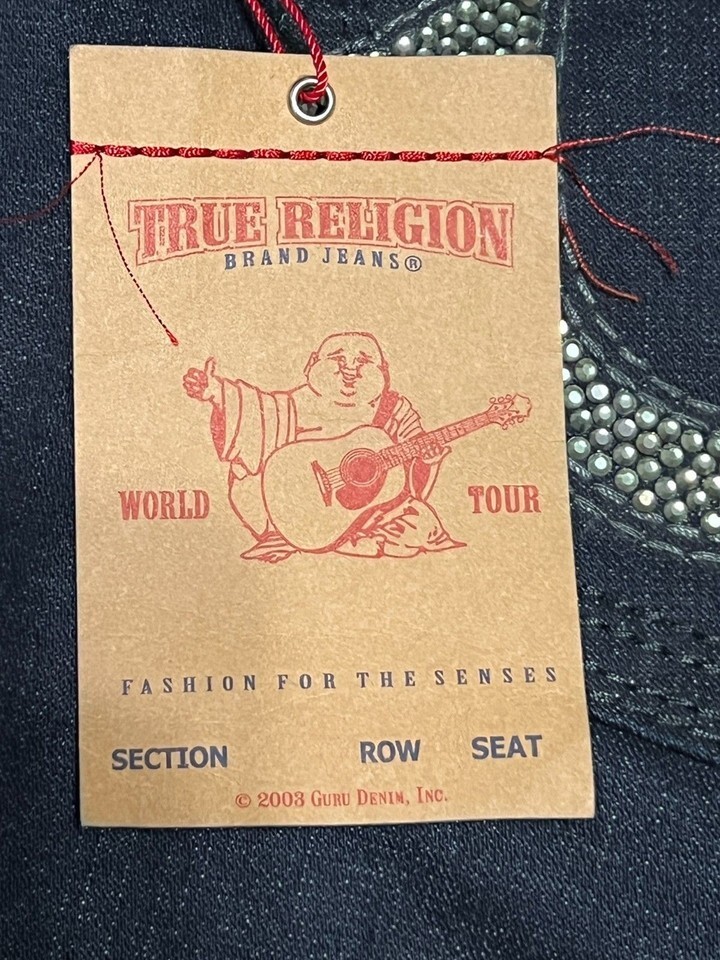 TRUE RELIGION
BRAND JEANS®
WORLD TOUR
FASHION FOR THE SENSES
SECTION ROW SEAT
© 2003 GURU DENIM, INC.